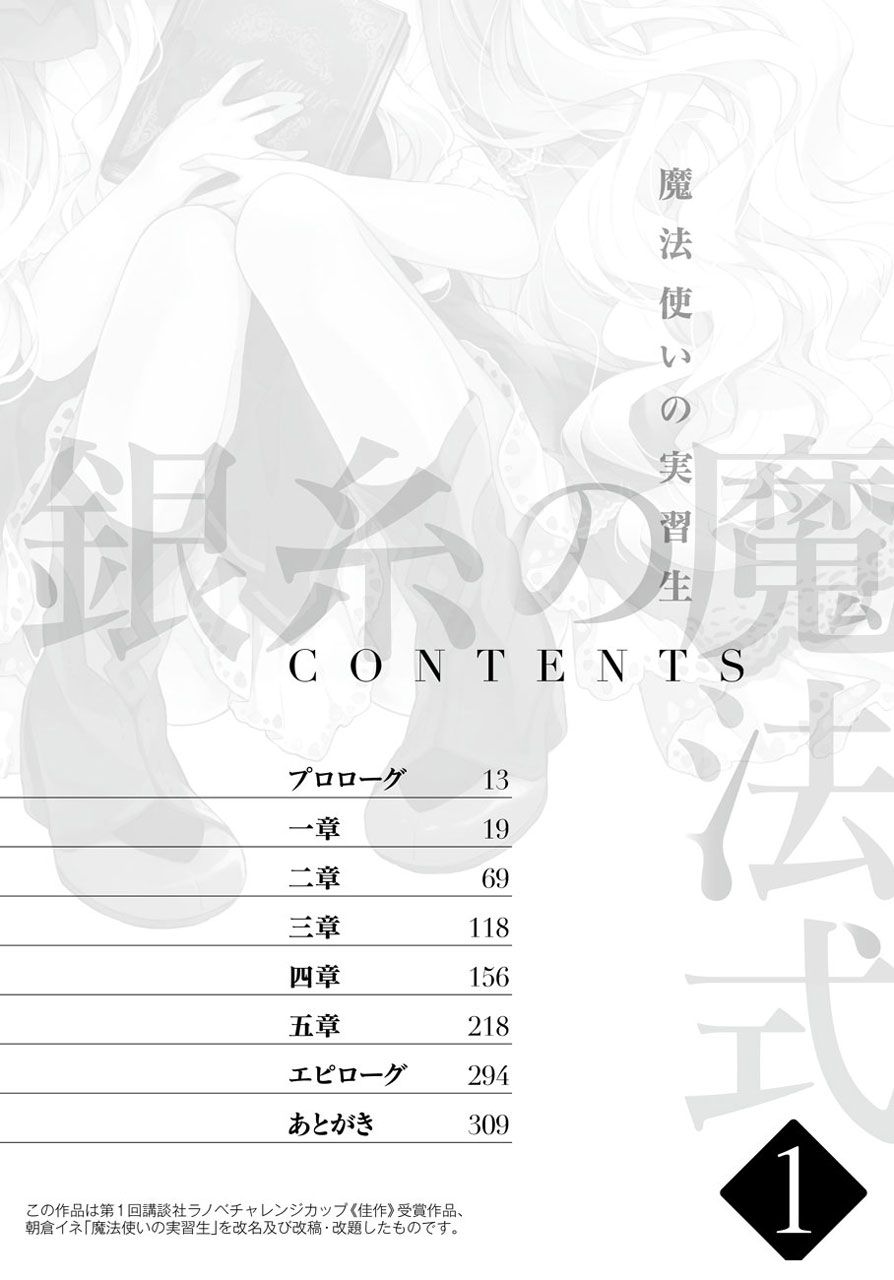 魔法使いの実習生
銀糸の魔法式
CONTENTS
プロローグ 13
一章 19
二章 69
三章 118
四章 156
五章 218
エピローグ 294
あとがき 309
1
この作品は第1回講談社ラノベチャレンジカップ《佳作》受賞作品、
朝倉イネ「魔法使いの実習生」を改名及び改稿・改題したものです。